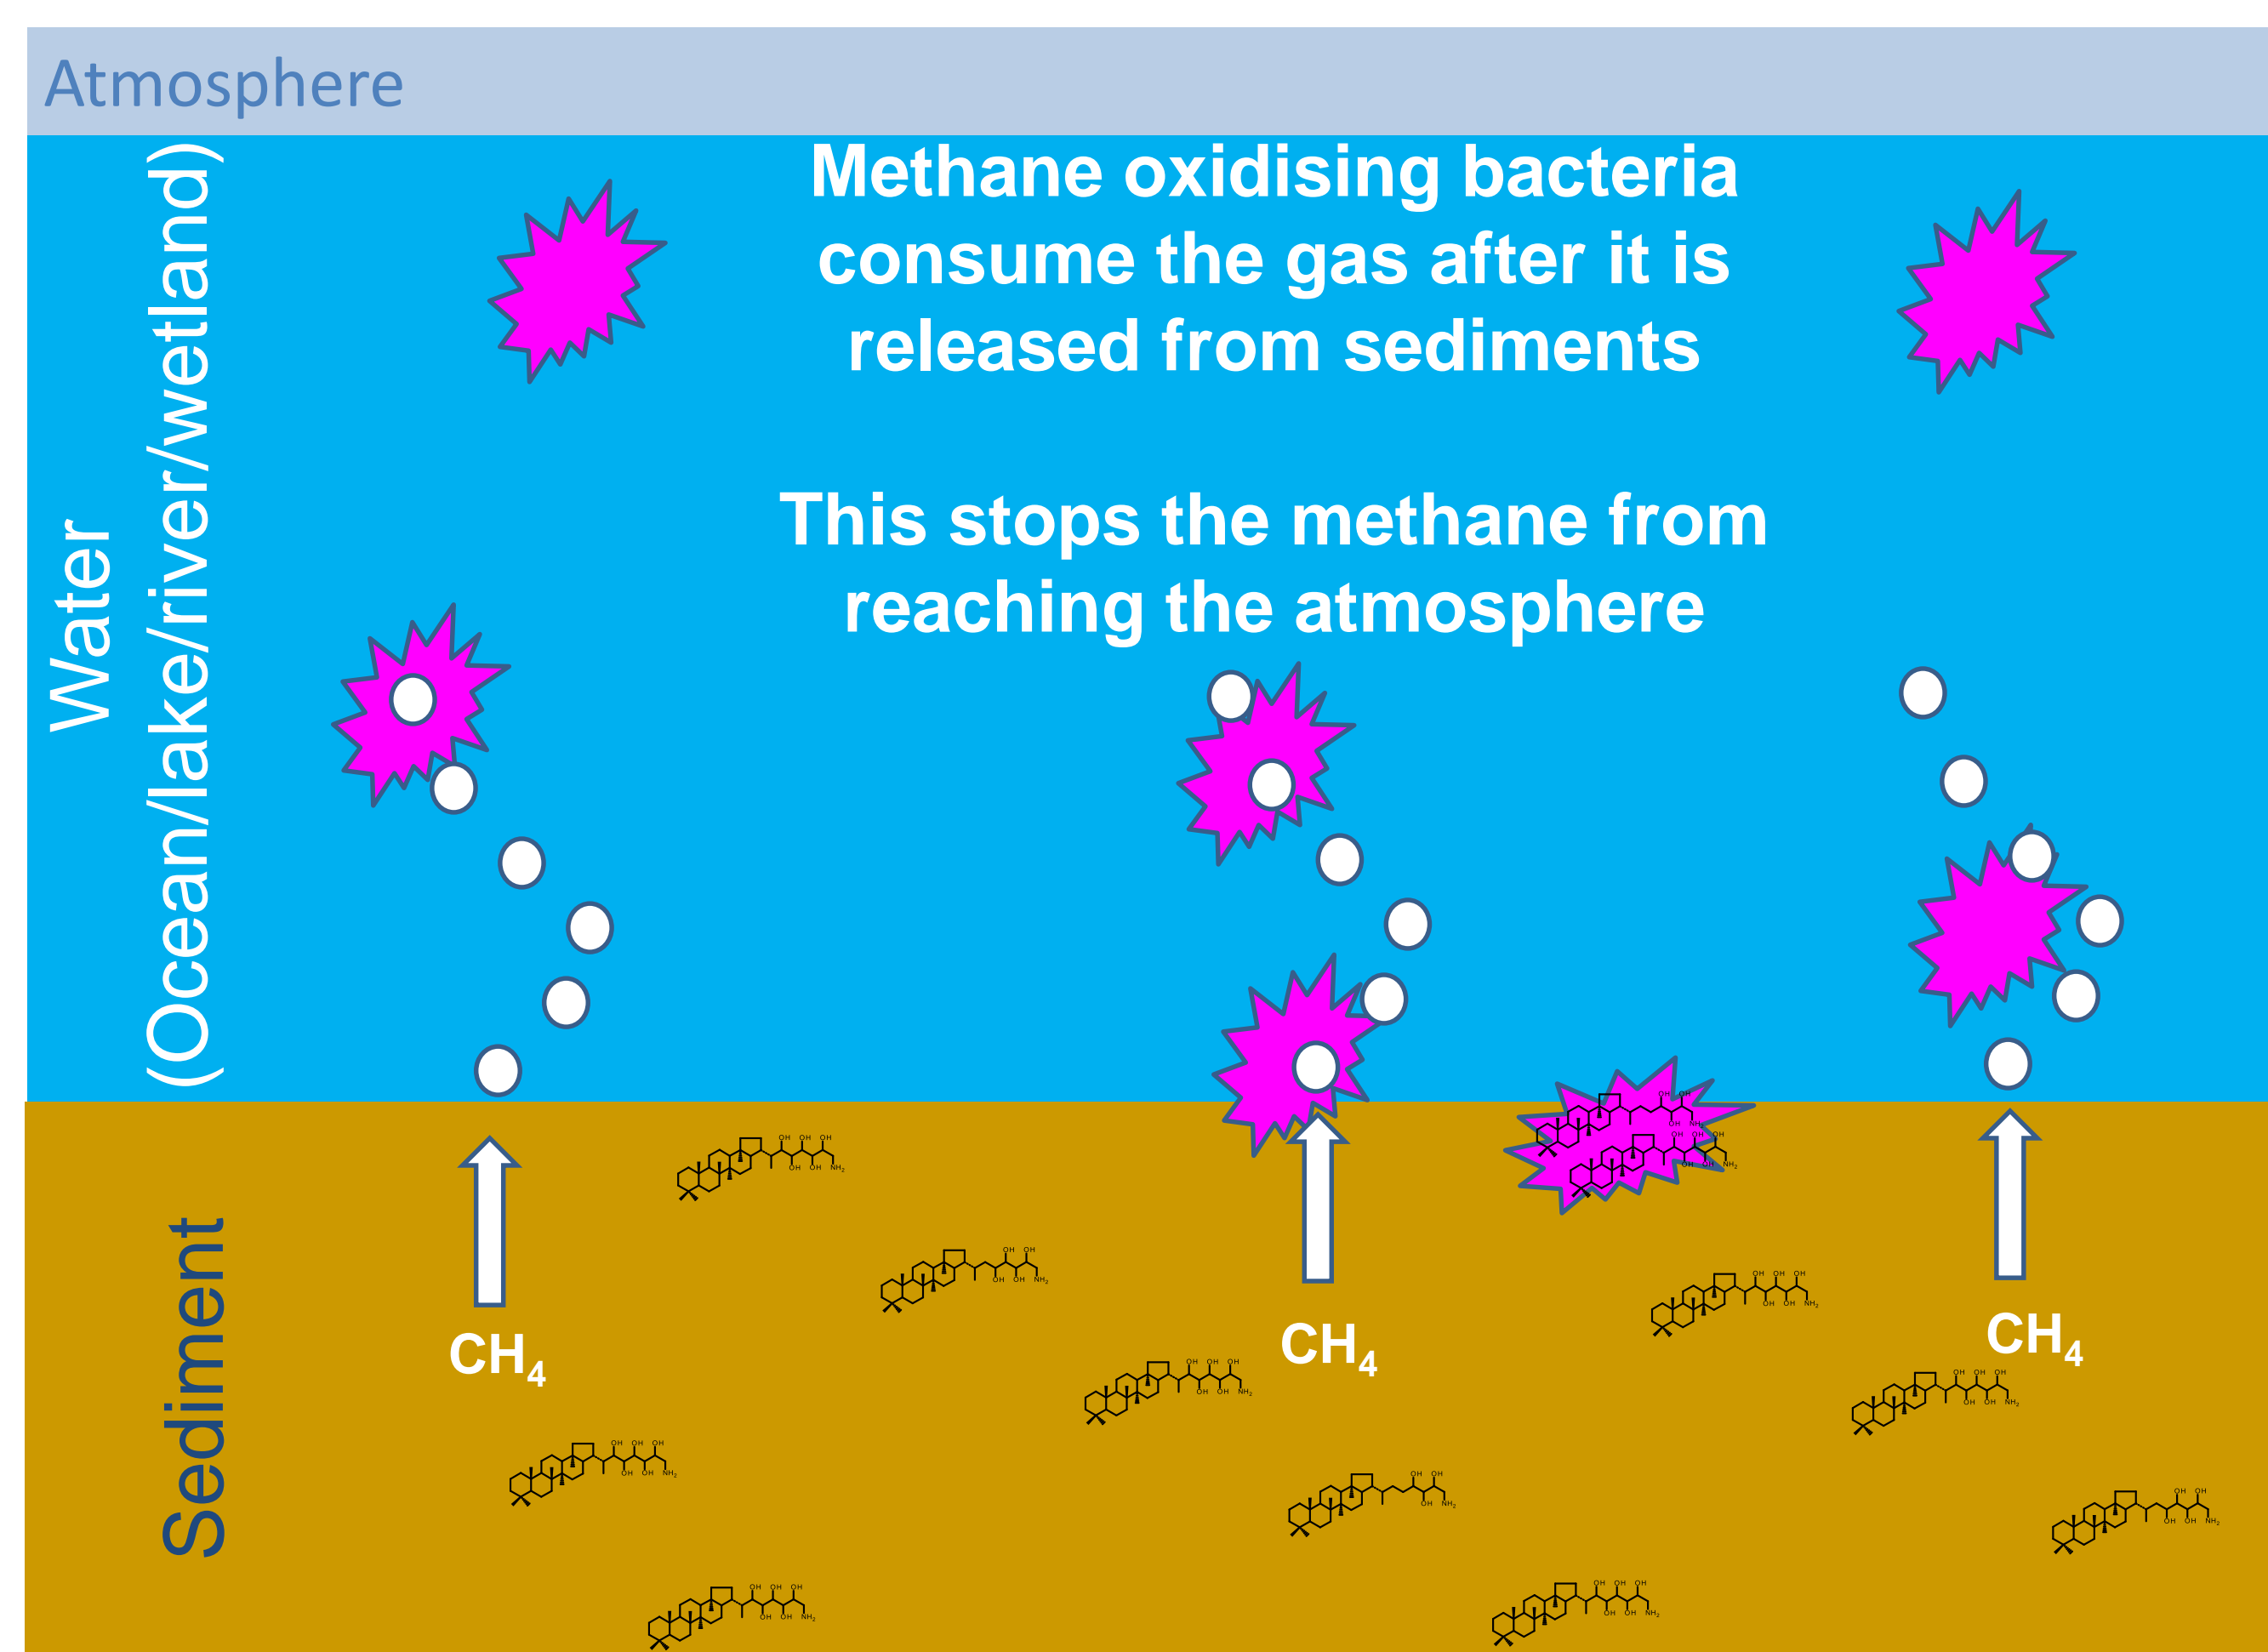 Atmosphere
Water
(Ocean/lake/river/wetland)
Methane oxidising bacteria
consume the gas after it is
released from sediments
This stops the methane from
reaching the atmosphere
Sediment
CH4
CH4
CH4